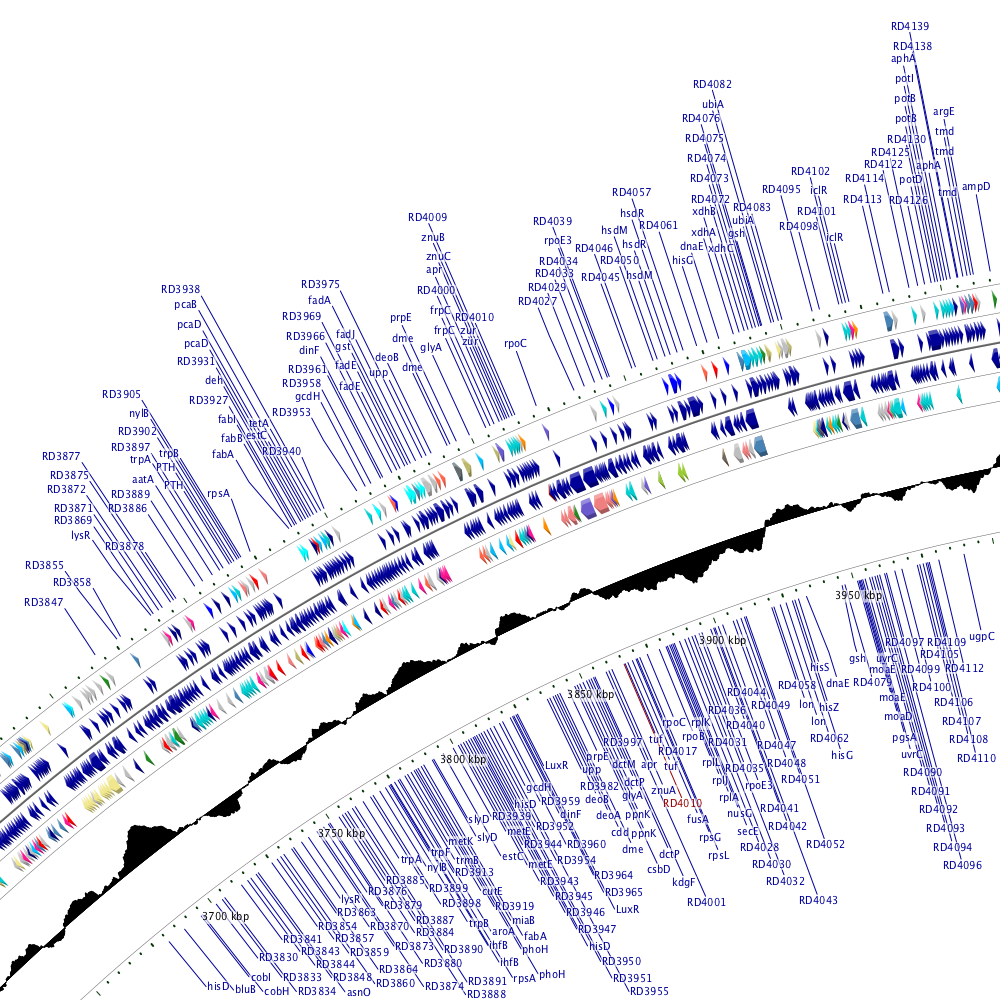 RD4139
RD4138
aphA
potI
potB
potB
RD4130
RD4125
RD4122
RD4114
RD4113
argE
tmd
tmd
aphA
potD
tmd
RD4126
ampD
RD4082
ubiA
RD4076
RD4075
RD4074
RD4073
RD4072
xdhB
xdhA
dnaE
xdhC
hisG
RD4083
ubiA
gsh
RD4102
iclR
RD4095
RD4101
RD4098
iclR
RD4057
hsdR
hsdM
RD4061
hsdR
RD4046
RD4050
RD4045
hsdM
RD4039
rpoE3
RD4034
RD4033
RD4029
RD4027
rpoC
RD4009
znuB
znuC
apr
RD4000
frpC
RD4010
frpC
zur
zur
glyA
prpE
dme
deoB
dme
upp
RD3975
fadA
RD3969
RD3966
fadJ
gst
dinF
RD3961
fadE
RD3958
fadE
gcdH
RD3953
RD3938
pcaB
pcaD
pcaD
RD3931
deh
RD3927
fabI
tetA
fabB
estC
fabA
RD3940
RD3905
nylB
RD3902
RD3897
trpB
trpA
PTH
aatA
PTH
RD3889
rpsA
RD3886
RD3877
RD3875
RD3872
RD3871
RD3869
lysR
RD3878
RD3855
RD3858
RD3847
3950 kbp
3900 kbp
3850 kbp
3800 kbp
3750 kbp
3700 kbp
ugpC
RD4097
RD4109
RD4105
RD4112
RD4099
RD4100
RD4106
RD4107
RD4108
RD4110
gsh
uvrC
moaE
RD4079
moaE
moaD
pgsA
uvrC
RD4090
RD4091
RD4092
RD4093
RD4094
RD4096
hisS
dnaE
RD4058
lon
hisZ
lon
RD4062
hisG
RD4044
RD4049
RD4036
RD4040
RD4031
RD4047
RD4048
RD4035
RD4051
rpoE3
rplK
rpoC
rpoB
rplL
rplJ
rplA
nusG
RD4041
secE
RD4042
RD4028
RD4052
RD4030
RD4032
RD4043
tuf
RD4017
tuf
RD4010
fusA
rpsG
rpsL
RD3997
apr
znuA
dctM
dctP
glyA
ppnK
ppnK
cdd
dme
dctP
csbD
kdgF
RD4001
prpE
upp
RD3982
deoB
deoA
LuxR
gcdH
hisD
RD3959
dinF
RD3939
RD3952
metE
RD3944
RD3960
RD3954
metE
RD3943
RD3964
RD3945
RD3965
RD3946
LuxR
RD3947
hisD
RD3950
RD3951
RD3955
slyD
slyD
estC
metK
trpF
trmB
trpA
nylB
RD3913
RD3885
RD3899
cutE
RD3876
RD3898
RD3919
RD3879
miaB
lysR
RD3887
trpB
aroA
fabA
RD3863
RD3870
RD3884
ihfB
phoH
RD3854
RD3857
RD3873
RD3890
ihfB
RD3841
RD3859
RD3880
rpsA
phoH
RD3843
RD3864
RD3891
RD3830
RD3844
RD3860
RD3874
RD3888
RD3848
cobI
RD3833
asnO
hisD
bluB
cobH
RD3834